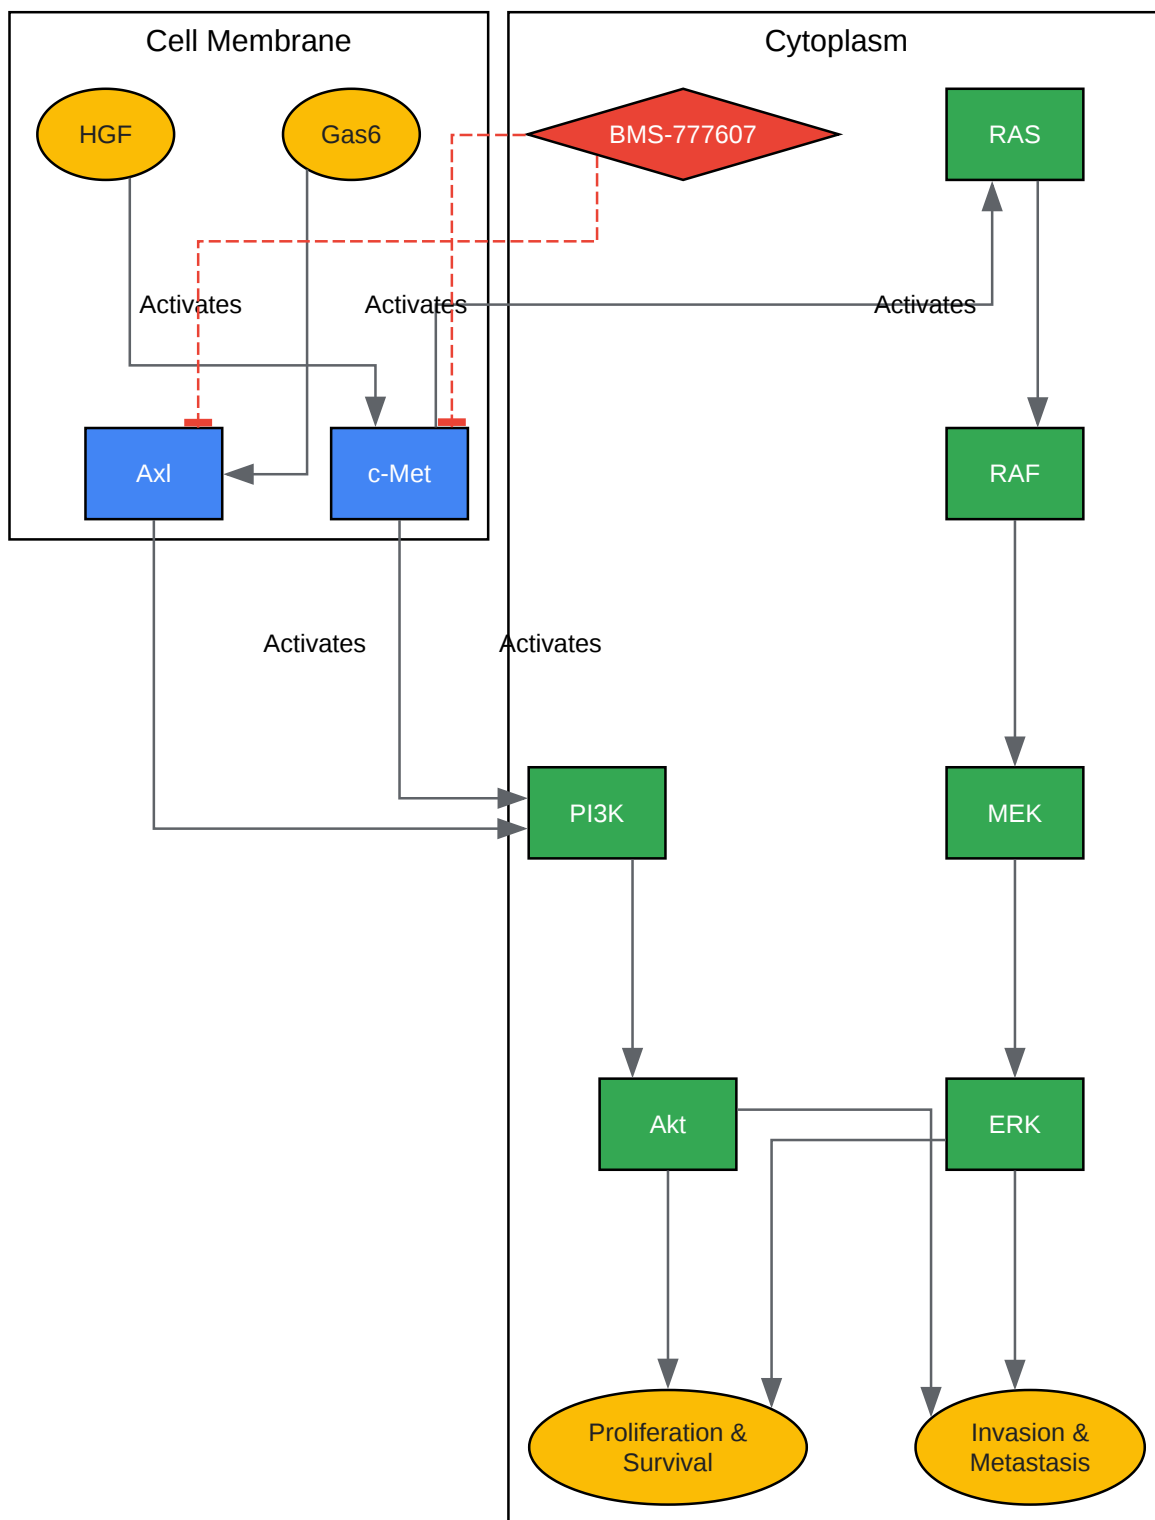 Cell Membrane
Cytoplasm
HGF
Gas6
BMS-777607
RAS
Activates
Activates
Activates
Axl
c-Met
RAF
Activates
Activates
PI3K
MEK
Akt
ERK
Proliferation &
Survival
Invasion &
Metastasis